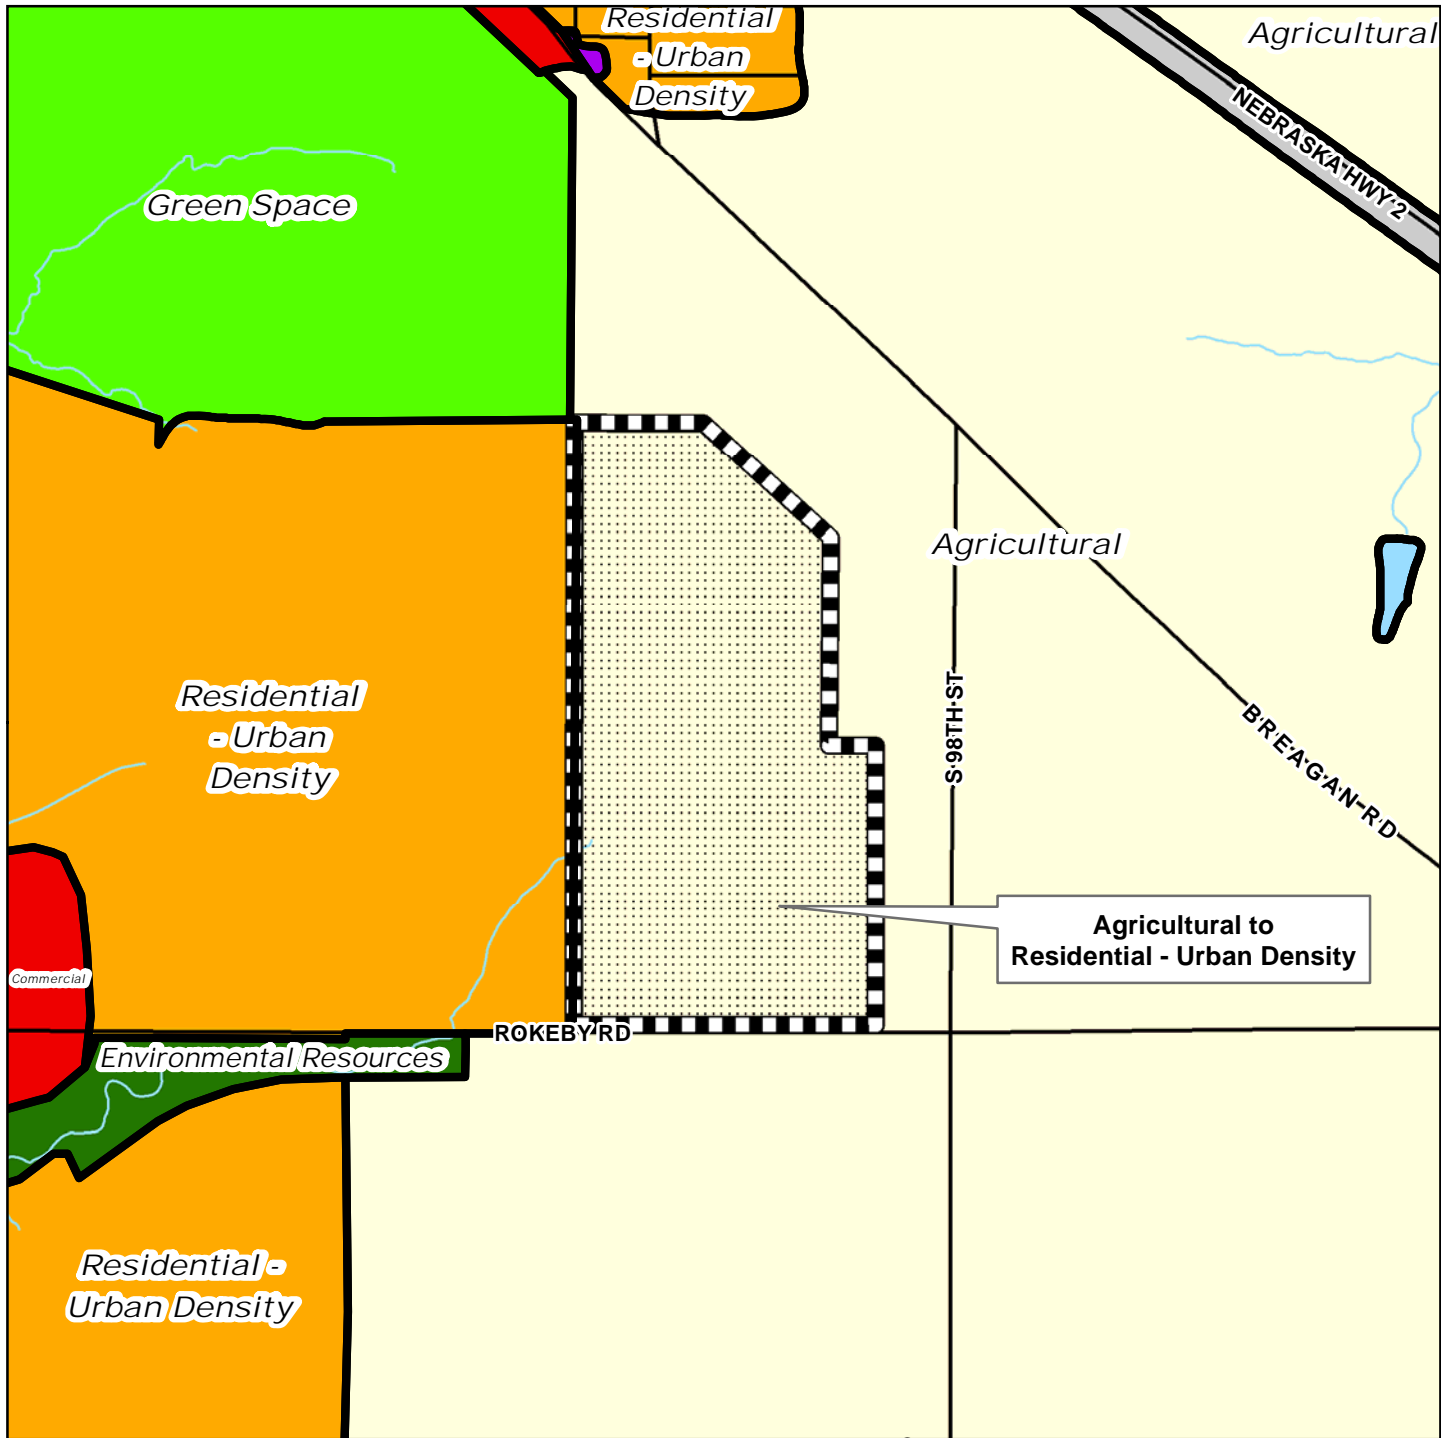 Residential
- Urban
Density
Agricultural
NEBRASKA HWY 2
Green Space
Agricultural
Residential
- Urban
Density
S 98TH ST
BREAGAN RD
Agricultural to
Residential - Urban Density
Commercial
ROKEBY RD
Environmental Resources
Residential -
Urban Density